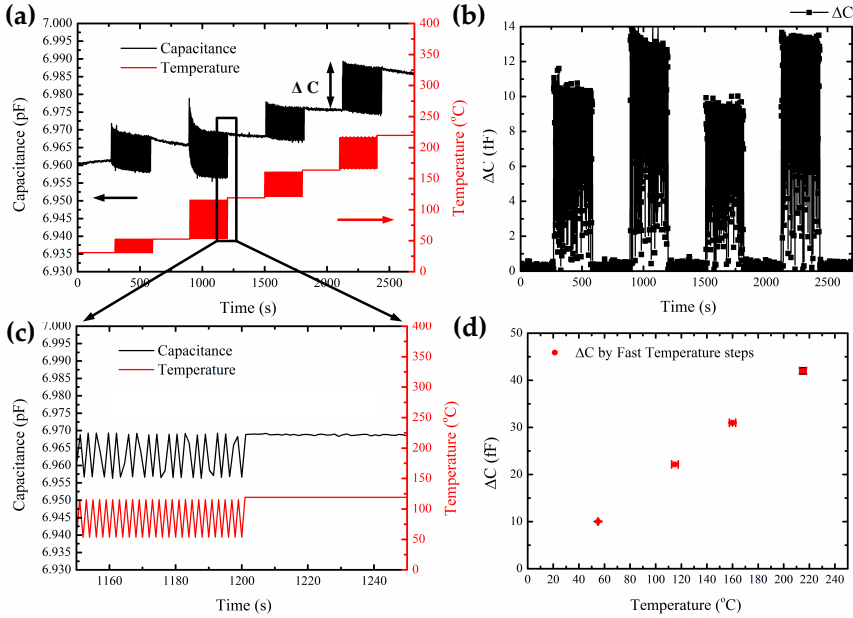 (a)
7.000
6.995
6.990
6.985
6.980
6.975
6.970
6.965
6.960
6.955
6.950
6.945
6.940
6.935
6.930
Capacitance (pF)
Capacitance
Temperature
Δ C
400
350
300
250
200
150
100
50
0
Temperature (°C)
0 500 1000 1500 2000 2500
Time (s)
(b)
ΔC
14
12
10
8
6
4
2
0
ΔC (fF)
0 500 1000 1500 2000 2500
Time (s)
(c)
7.000
6.995
6.990
6.985
6.980
6.975
6.970
6.965
6.960
6.955
6.950
6.945
6.940
6.935
6.930
Capacitance (pF)
Capacitance
Temperature
400
350
300
250
200
150
100
50
0
Temperature (°C)
1160 1180 1200 1220 1240
Time (s)
(d)
50
40
30
20
10
0
ΔC (fF)
ΔC by Fast Temperature steps
0 20 40 60 80 100 120 140 160 180 200 220 240
Temperature (°C)